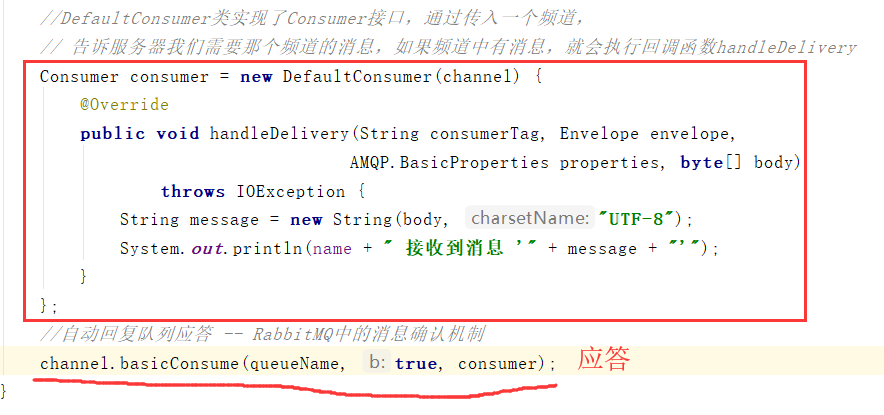 //DefaultConsumer类实现了Consumer接口，通过传入一个频道，
// 告诉服务器我们需要那个频道的消息，如果频道中有消息，就会执行回调函数handleDelivery
Consumer consumer = new DefaultConsumer(channel) {
@Override
public void handleDelivery(String consumerTag, Envelope envelope,
AMQP.BasicProperties properties, byte[] body)
throws IOException {
String message = new String(body, charsetName: "UTF-8");
System.out.println(name + " 接收到消息 '" + message + "'");
}
};
//自动回复队列应答 -- RabbitMQ中的消息确认机制
channel.basicConsume(queueName, b: true, consumer); 应答
}